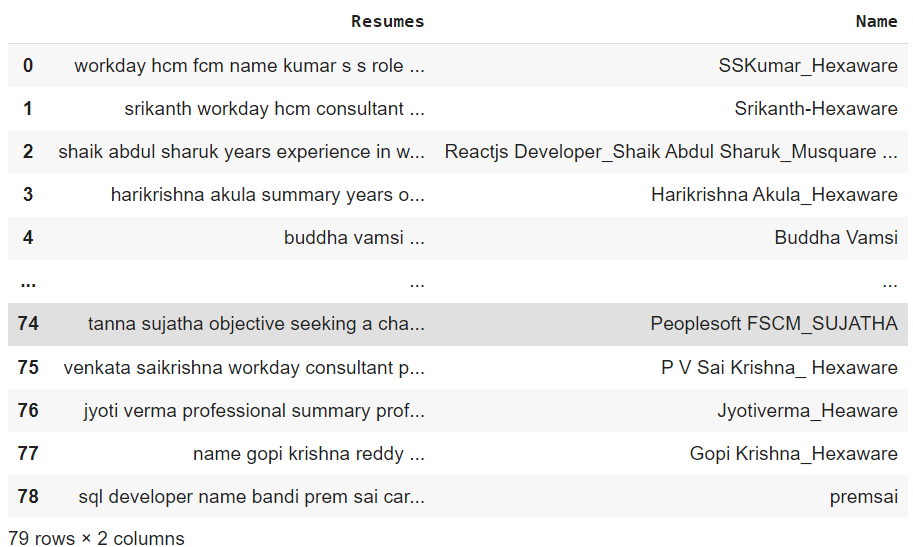 Resumes Name
0 workday hcm fcm name kumar s s role ... SSKumar_Hexaware
1 srikanth workday hcm consultant ... Srikanth-Hexaware
2 shaik abdul sharuk years experience in w... Reactjs Developer_Shaik Abdul Sharuk_Musquare ...
3 harikrishna akula summary years o... Harikrishna Akula_Hexaware
4 buddha vamsi ... Buddha Vamsi
... ... ...
74 tanna sujatha objective seeking a cha... Peoplesoft FSCM_SUJATHA
75 venkata saikrishna workday consultant p... P V Sai Krishna_ Hexaware
76 jyoti verma professional summary prof... Jyotiverma_Heaware
77 name gopi krishna reddy ... Gopi Krishna_Hexaware
78 sql developer name bandi prem sai car... premsai
79 rows × 2 columns